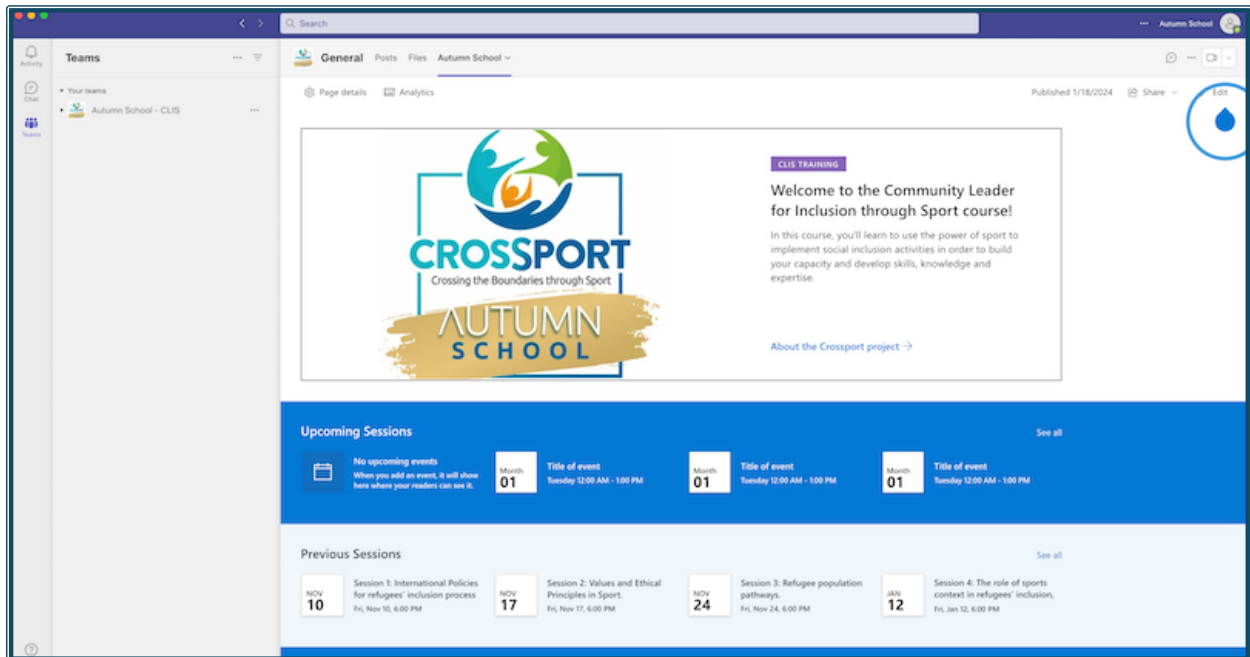 Search
Autumn School
Activity
Chat
Teams
Teams
Your teams
Autumn School - CLIS
General Posts Files Autumn School
Page details Analytics
Published 1/18/2024 Share Edit
CROSSPORT
Crossing the Boundaries through Sport
AUTUMN
SCHOOL
CLIS TRAINING
Welcome to the Community Leader
for Inclusion through Sport course!
In this course, you'll learn to use the power of sport to
implement social inclusion activities in order to build
your capacity and develop skills, knowledge and
expertise.
About the Crossport project →
Upcoming Sessions
See all
No upcoming events
When you add an event, it will show
here where your readers can see it.
Month
01
Title of event
Tuesday 12:00 AM - 1:00 PM
Month
01
Title of event
Tuesday 12:00 AM - 1:00 PM
Month
01
Title of event
Tuesday 12:00 AM - 1:00 PM
Previous Sessions
See all
NOV
10
Session 1: International Policies
for refugees' inclusion process
Fri, Nov 10, 6:00 PM
NOV
17
Session 2: Values and Ethical
Principles in Sport.
Fri, Nov 17, 6:00 PM
NOV
24
Session 3: Refugee population
pathways.
Fri, Nov 24, 6:00 PM
JAN
12
Session 4: The role of sports
context in refugees' inclusion,
Fri, Jan 12, 6:00 PM